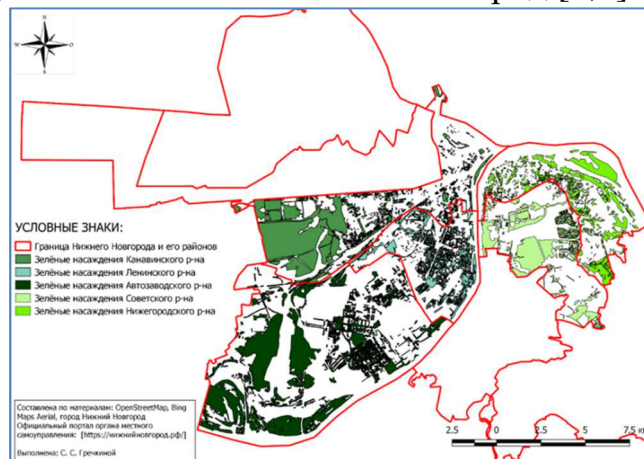 УСЛОВНЫЕ ЗНАКИ:
Граница Нижнего Новгорода и его районов
Зелёные насаждения Канавинского р-на
Зелёные насаждения Ленинского р-на
Зелёные насаждения Автозаводского р-на
Зелёные насаждения Советского р-на
Зелёные насаждения Нижегородского р-на
Составлена по материалам: OpenStreetMap, Bing
Maps Aerial, город Нижний Новгород
Официальный портал органа местного
самоуправления: [https://нижнийновгород.рф/]
Выполнена: С. С. Гречкиной
2.5 0 2.5 5 7.5